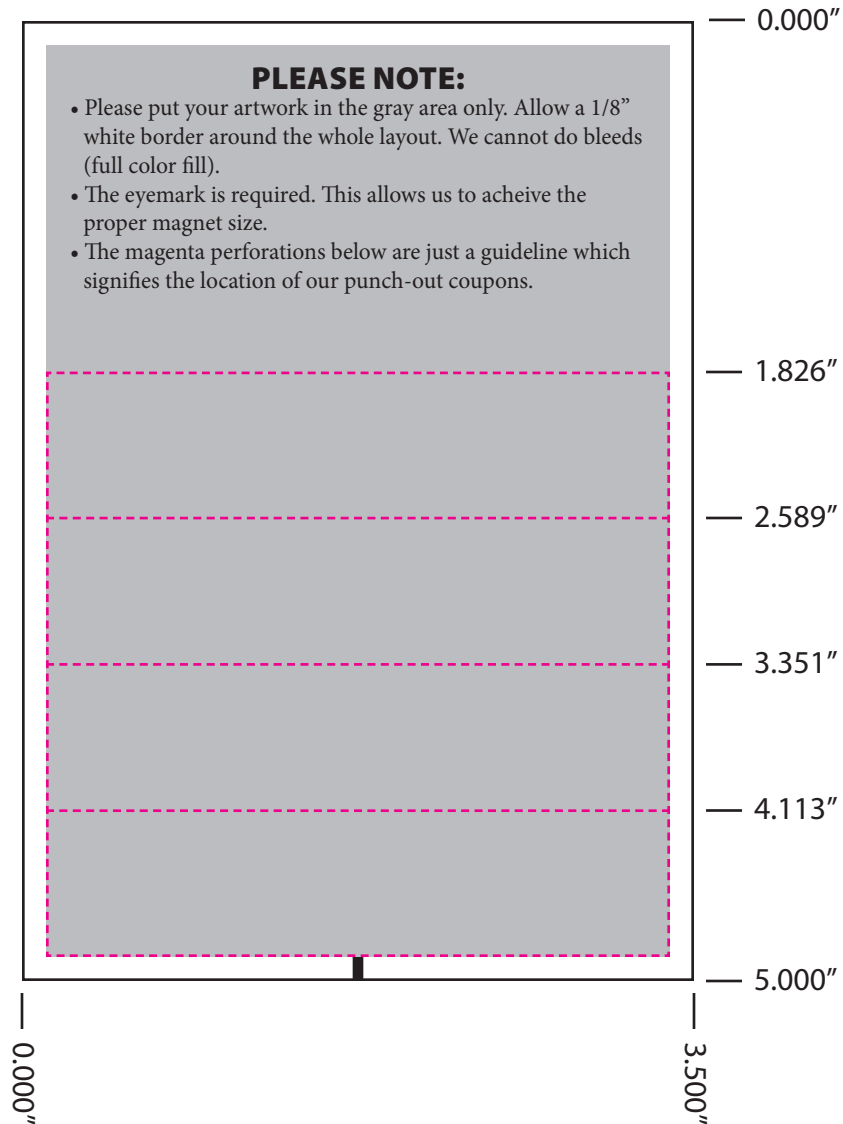 0.000”
PLEASE NOTE:
• Please put your artwork in the gray area only. Allow a 1/8”
white border around the whole layout. We cannot do bleeds
(full color fill).
• The eyemark is required. This allows us to acheive the
proper magnet size.
• The magenta perforations below are just a guideline which
signifies the location of our punch-out coupons.
1.826”
2.589”
3.351”
4.113”
5.000”
0.000”
3.500”